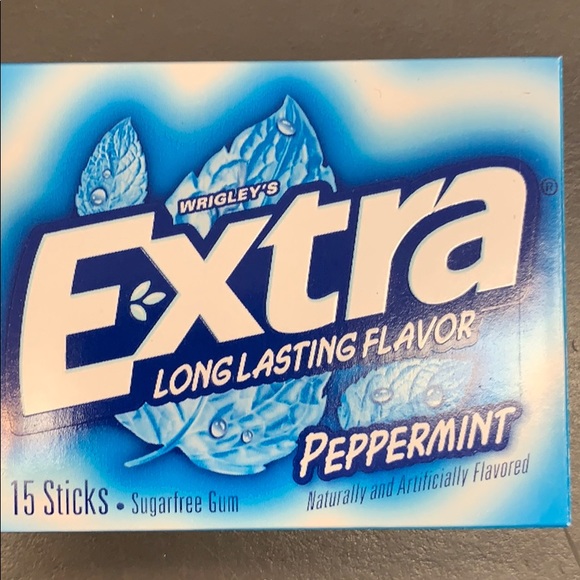 WRIGLEY'S
Extra®
LONG LASTING FLAVOR
PEPPERMINT
Naturally and Artificially Flavored
15 Sticks • Sugarfree Gum